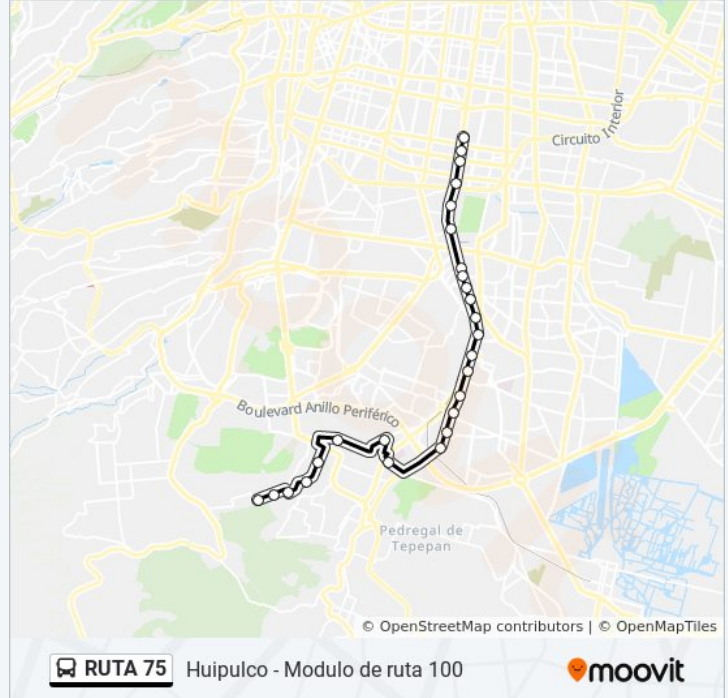 Circuito Interior
Boulevard Anillo Periférico
Pedregal de
Tepepan
© OpenStreetMap contributors | © OpenMapTiles
RUTA 75
Huipulco - Modulo de ruta 100
moovit